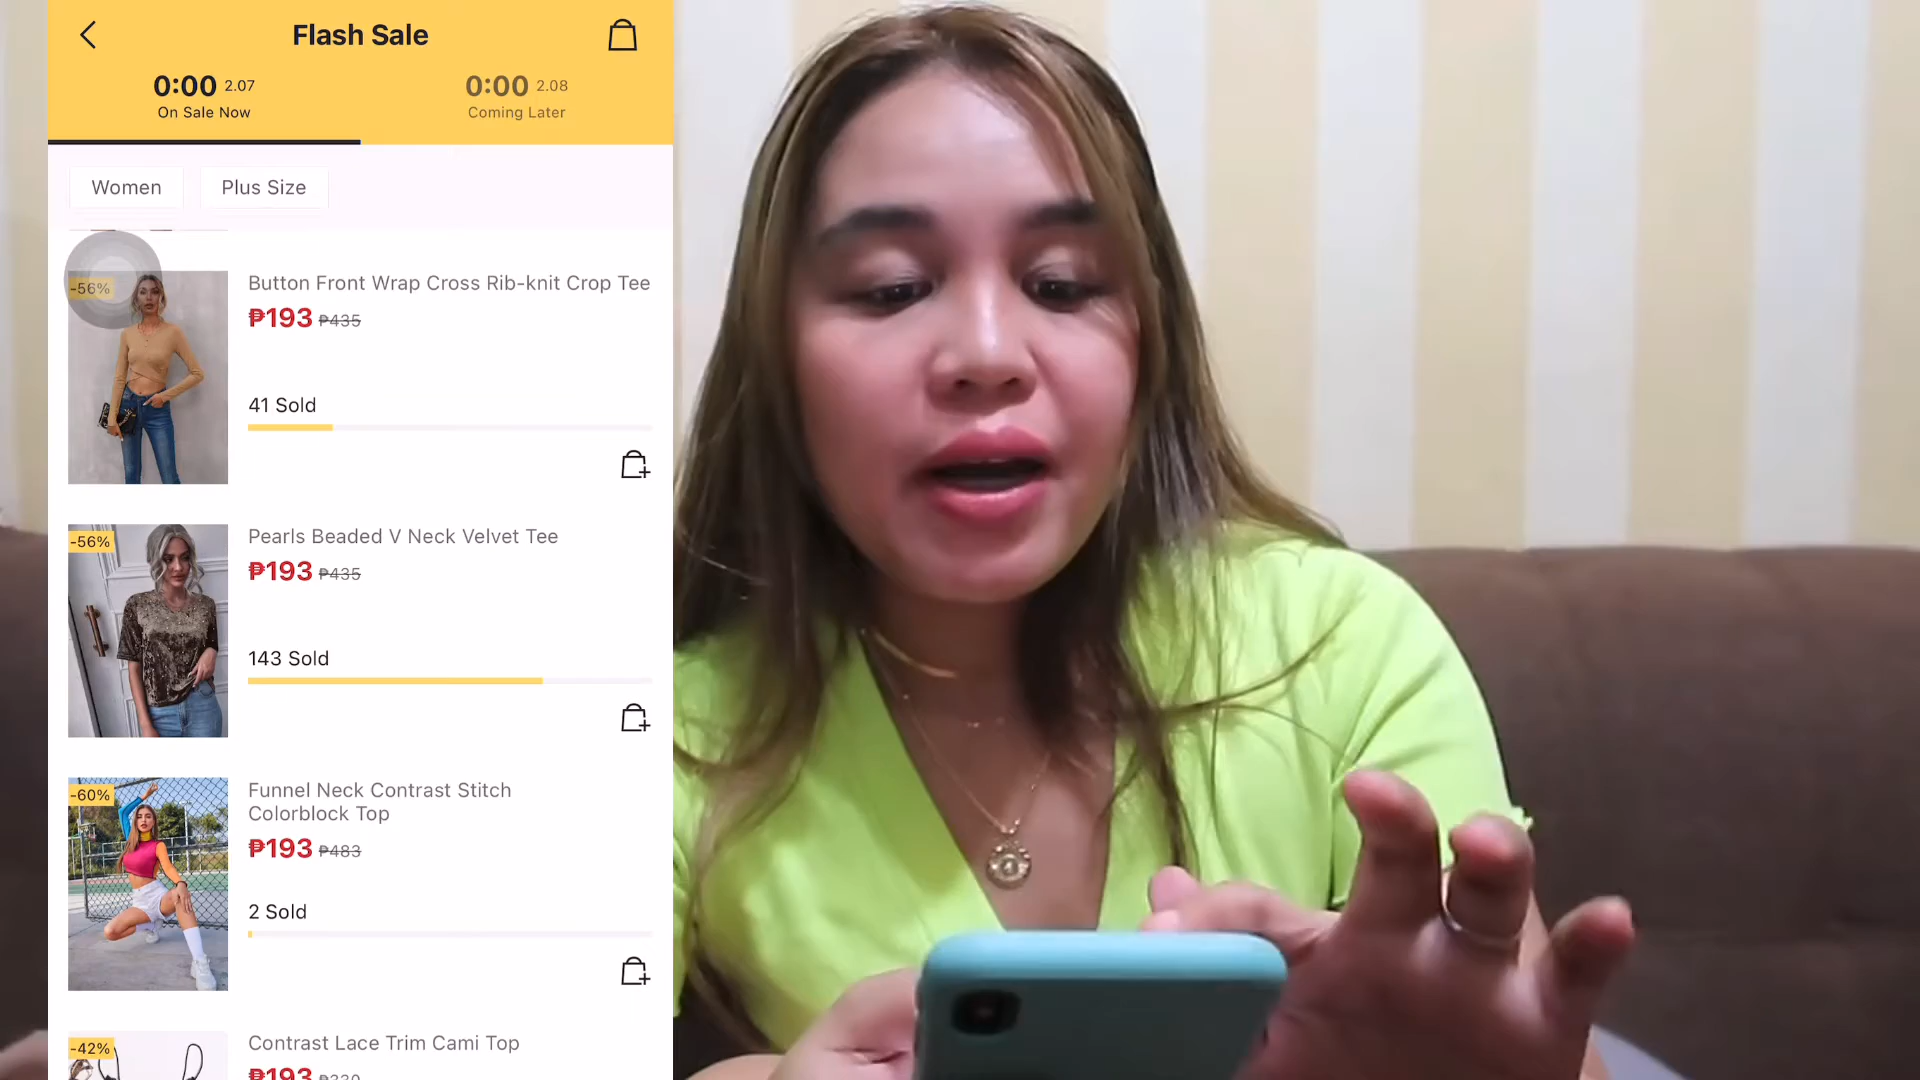 Flash Sale
0:00 2.07
On Sale Now
0:00 2.08
Coming Later
Women
Plus Size
-56%
Button Front Wrap Cross Rib-knit Crop Tee
₱193 ₱435
41 Sold
-56%
Pearls Beaded V Neck Velvet Tee
₱193 ₱435
143 Sold
-60%
Funnel Neck Contrast Stitch
Colorblock Top
₱193 ₱483
2 Sold
-42%
Contrast Lace Trim Cami Top
₱193 ₱330